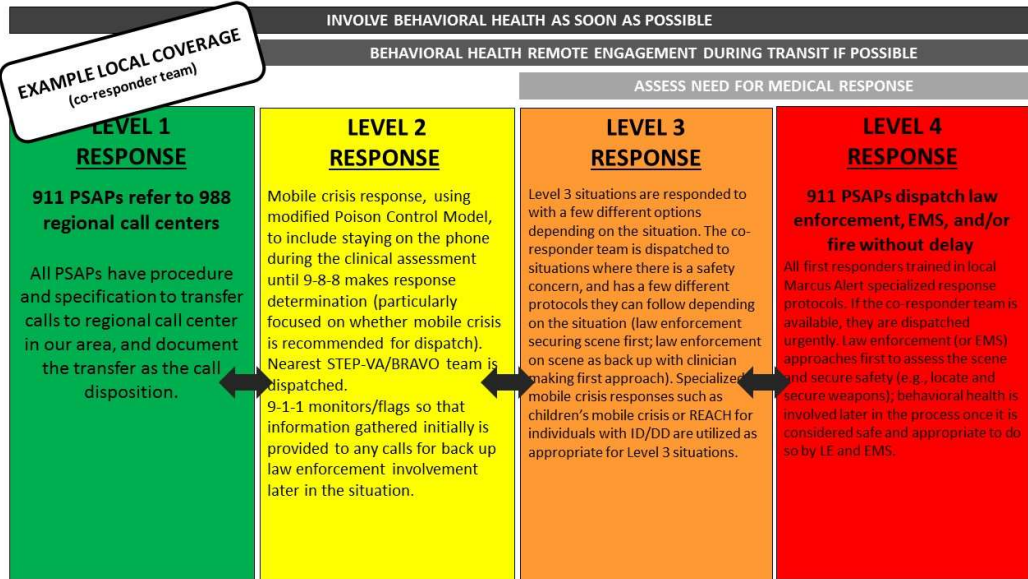 INVOLVE BEHAVIORAL HEALTH AS SOON AS POSSIBLE
BEHAVIORAL HEALTH REMOTE ENGAGEMENT DURING TRANSIT IF POSSIBLE
ASSESS NEED FOR MEDICAL RESPONSE
EXAMPLE LOCAL COVERAGE
(co-responder team)
LEVEL 1
RESPONSE
911 PSAPs refer to 988
regional call centers
All PSAPs have procedure
and specification to transfer
calls to regional call center
in our area, and document
the transfer as the call
disposition.
LEVEL 2
RESPONSE
Mobile crisis response, using
modified Poison Control Model,
to include staying on the phone
during the clinical assessment
until 9-8-8 makes response
determination (particularly
focused on whether mobile crisis
is recommended for dispatch).
Nearest STEP-VA/BRAVO team is
dispatched.
9-1-1 monitors/flags so that
information gathered initially is
provided to any calls for back up
law enforcement involvement
later in the situation.
LEVEL 3
RESPONSE
Level 3 situations are responded to
with a few different options
depending on the situation. The co-
responder team is dispatched to
situations where there is a safety
concern, and has a few different
protocols they can follow depending
on the situation (law enforcement
securing scene first; law enforcement
on scene as back up with clinician
making first approach). Specialized
mobile crisis responses such as
children's mobile crisis or REACH for
individuals with ID/DD are utilized as
appropriate for Level 3 situations.
LEVEL 4
RESPONSE
911 PSAPs dispatch law
enforcement, EMS, and/or
fire without delay
All first responders trained in local
Marcus Alert specialized response
protocols. If the co-responder team is
available, they are dispatched
urgently. Law enforcement (or EMS)
approaches first to assess the scene
and secure safety (e.g., locate and
secure weapons); behavioral health is
involved later in the process once it is
considered safe and appropriate to do
so by LE and EMS.